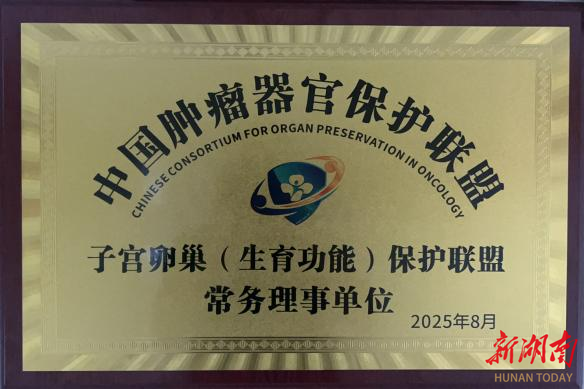 中国肿瘤器官保护联盟
CHINESE CONSORTIUM FOR ORGAN PRESERVATION IN ONCOLOGY
子宫卵巢（生育功能）保护联盟
常务理事单位
2025年8月
新湖南
HUNAN TODAY